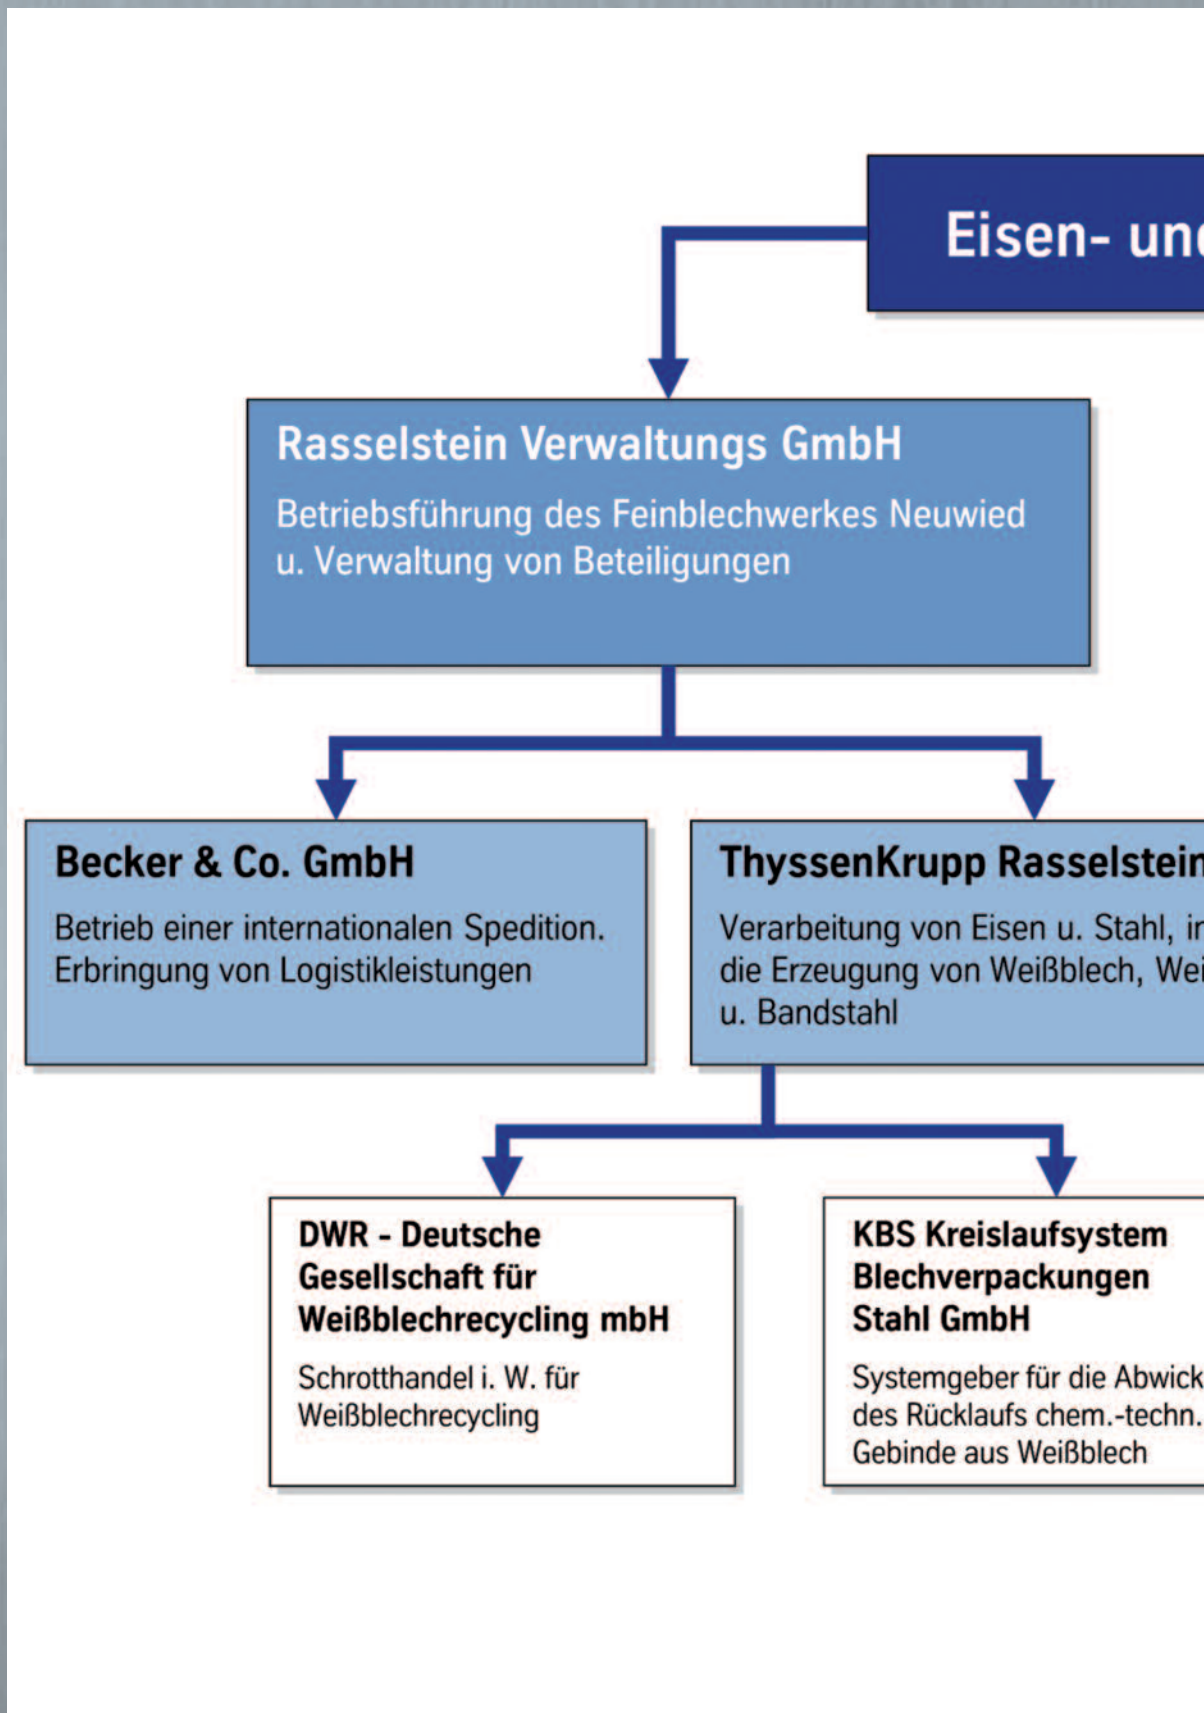 Eisen- und
Rasselstein Verwaltungs GmbH
Betriebsführung des Feinblechwerkes Neuwied
u. Verwaltung von Beteiligungen
Becker & Co. GmbH
Betrieb einer internationalen Spedition.
Erbringung von Logistikleistungen
ThyssenKrupp Rasselstein
Verarbeitung von Eisen u. Stahl,
die Erzeugung von Weißblech,
u. Bandstahl
DWR - Deutsche
Gesellschaft für
Weißblechrecycling mbH
Schrotthandel i. W. für
Weißblechrecycling
KBS Kreislaufsystem
Blechverpackungen
Stahl GmbH
Systemgeber für die Abwick
des Rücklaufs chem.-techn.
Gebinde aus Weißblech